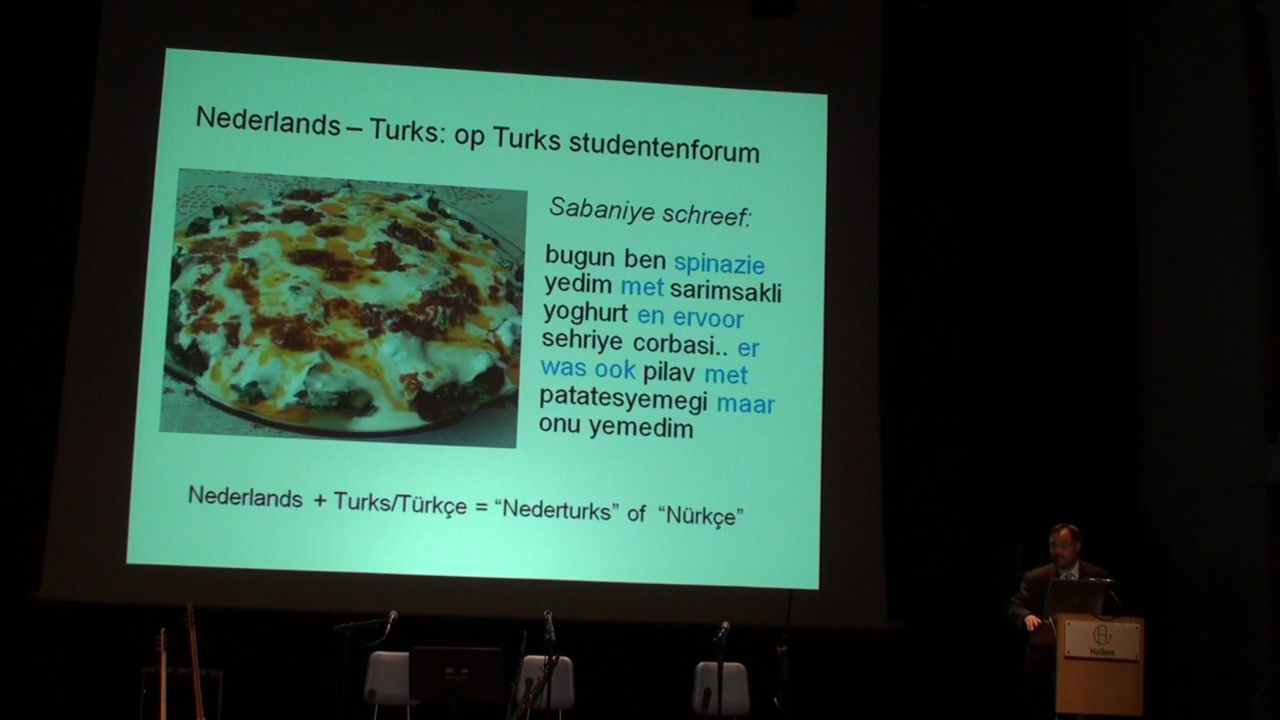 Nederlands – Turks: op Turks studentenforum
Sabaniye schreef:
bugun ben spinazie
yedim met sarimsakli
yoghurt en ervoor
sehriye corbasi.. er
was ook pilav met
patatesyemegi maar
onu yemedim
Nederlands + Turks/Türkçe = “Nederturks” of “Nürkçe”
HoGent